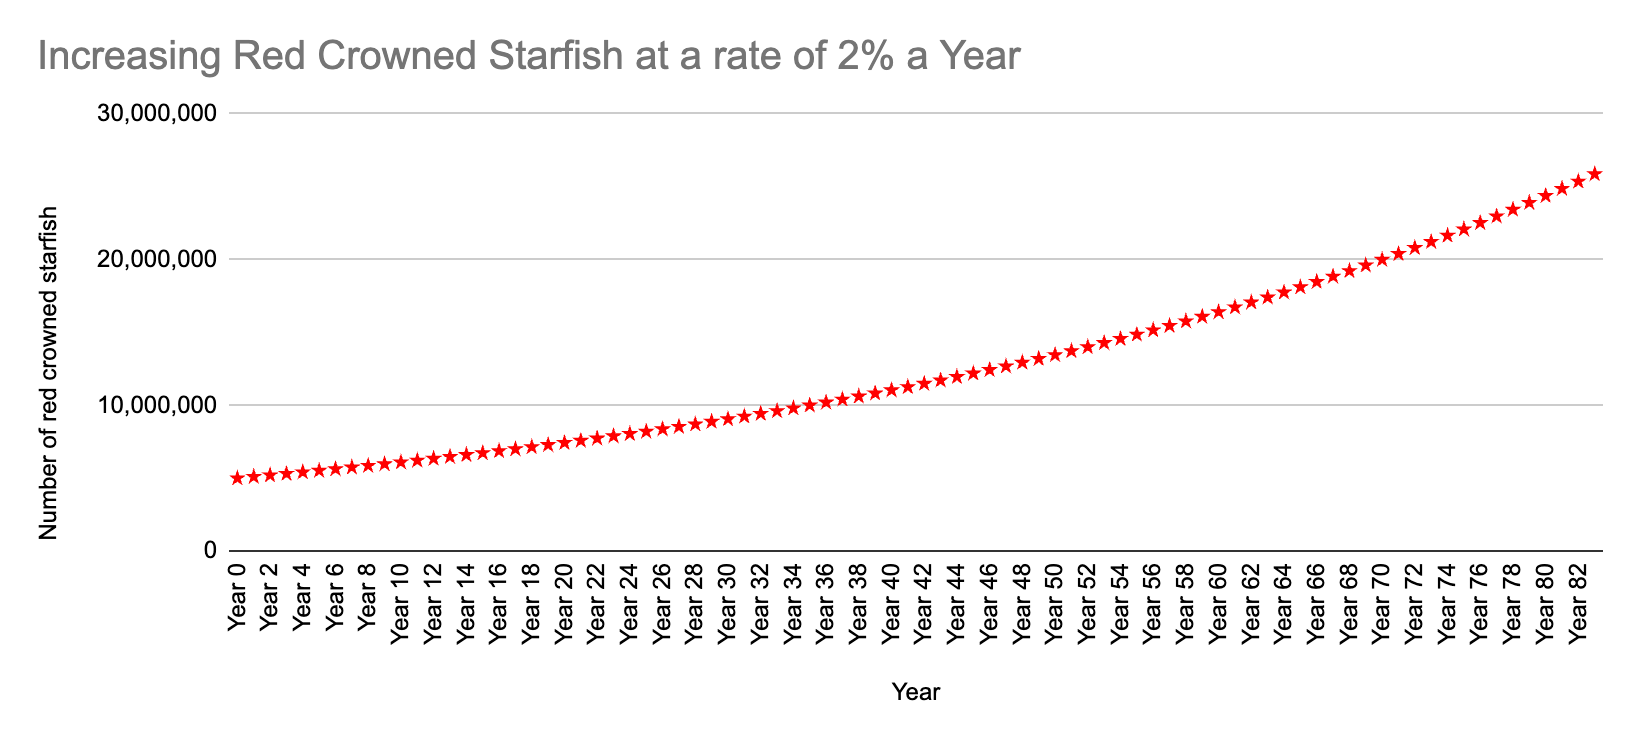 Increasing Red Crowned Starfish at a rate of 2% a Year
30,000,000
20,000,000
10,000,000
0
Number of red crowned starfish
Year 0
Year 2
Year 4
Year 6
Year 8
Year 10
Year 12
Year 14
Year 16
Year 18
Year 20
Year 22
Year 24
Year 26
Year 28
Year 30
Year 32
Year 34
Year 36
Year 38
Year 40
Year 42
Year 44
Year 46
Year 48
Year 50
Year 52
Year 54
Year 56
Year 58
Year 60
Year 62
Year 64
Year 66
Year 68
Year 70
Year 72
Year 74
Year 76
Year 78
Year 80
Year 82
Year